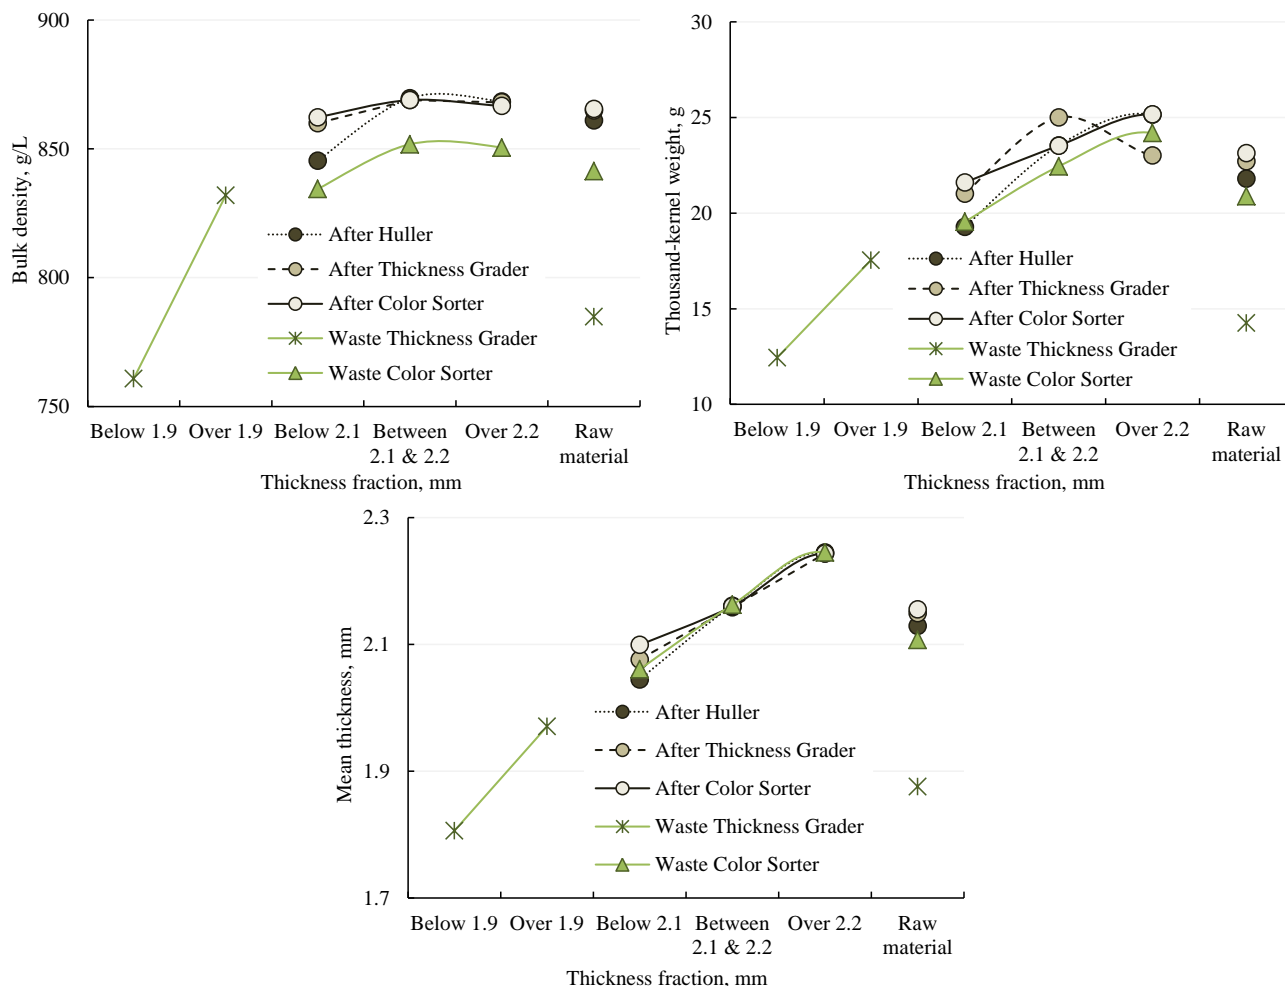 900
850
800
750
Bulk density, g/L
After Huller
After Thickness Grader
After Color Sorter
Waste Thickness Grader
Waste Color Sorter
Below 1.9 Over 1.9 Below 2.1 Between Over 2.2 Raw
2.1 & 2.2 material
Thickness fraction, mm
30
25
20
15
10
Thousand-kernel weight, g
After Huller
After Thickness Grader
After Color Sorter
Waste Thickness Grader
Waste Color Sorter
Below 1.9 Over 1.9 Below 2.1 Between Over 2.2 Raw
2.1 & 2.2 material
Thickness fraction, mm
2.3
2.1
1.9
1.7
Mean thickness, mm
After Huller
After Thickness Grader
After Color Sorter
Waste Thickness Grader
Waste Color Sorter
Below 1.9 Over 1.9 Below 2.1 Between Over 2.2 Raw
2.1 & 2.2 material
Thickness fraction, mm